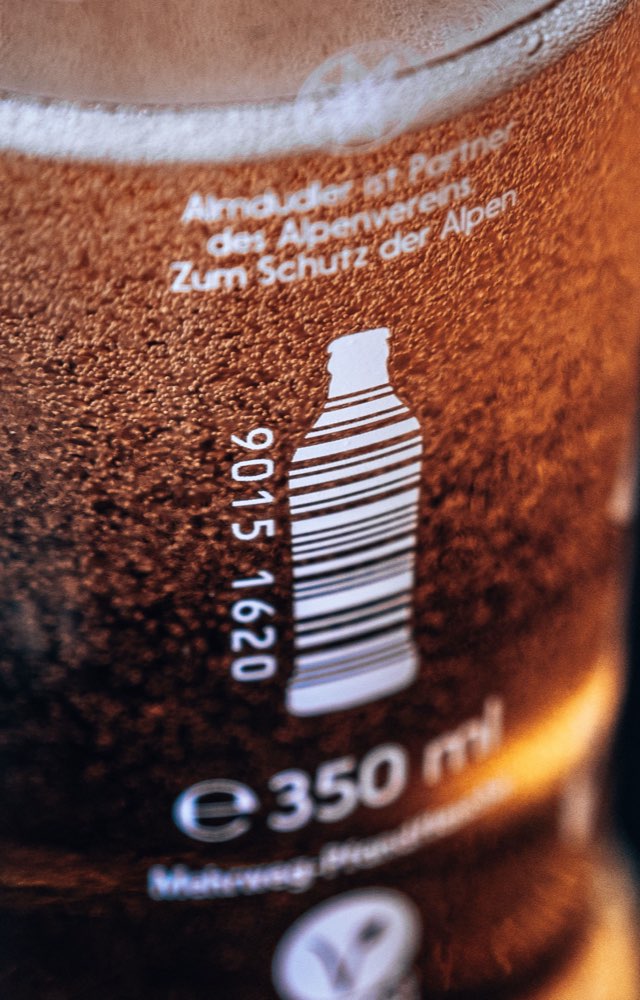 Almdudler ist Partner
des Alpenvereins.
Zum Schutz der Alpen
9015 1620
e 350 ml
Mehrweg-Pfandflasche